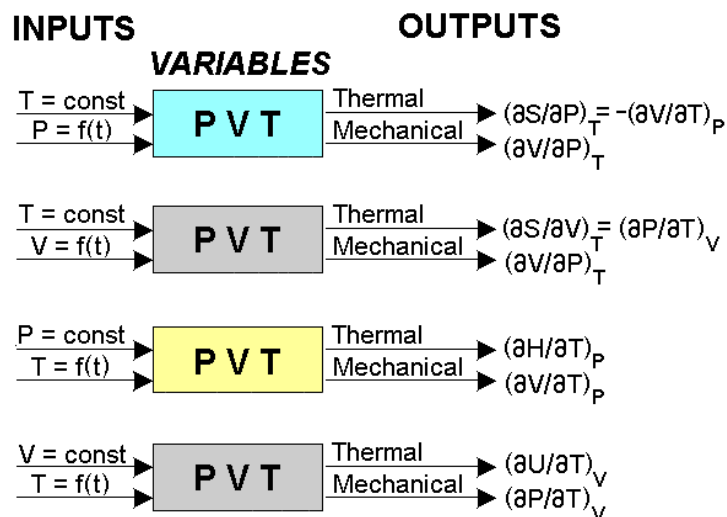 INPUTS
OUTPUTS
VARIABLES
T = const
P = f(t)
P V T
Thermal
Mechanical
(∂S/∂P)T = -(∂V/∂T)P
(∂V/∂P)T
T = const
V = f(t)
P V T
Thermal
Mechanical
(∂S/∂V)T = (∂P/∂T)V
(∂V/∂P)T
P = const
T = f(t)
P V T
Thermal
Mechanical
(∂H/∂T)P
(∂V/∂T)P
V = const
T = f(t)
P V T
Thermal
Mechanical
(∂U/∂T)V
(∂P/∂T)V